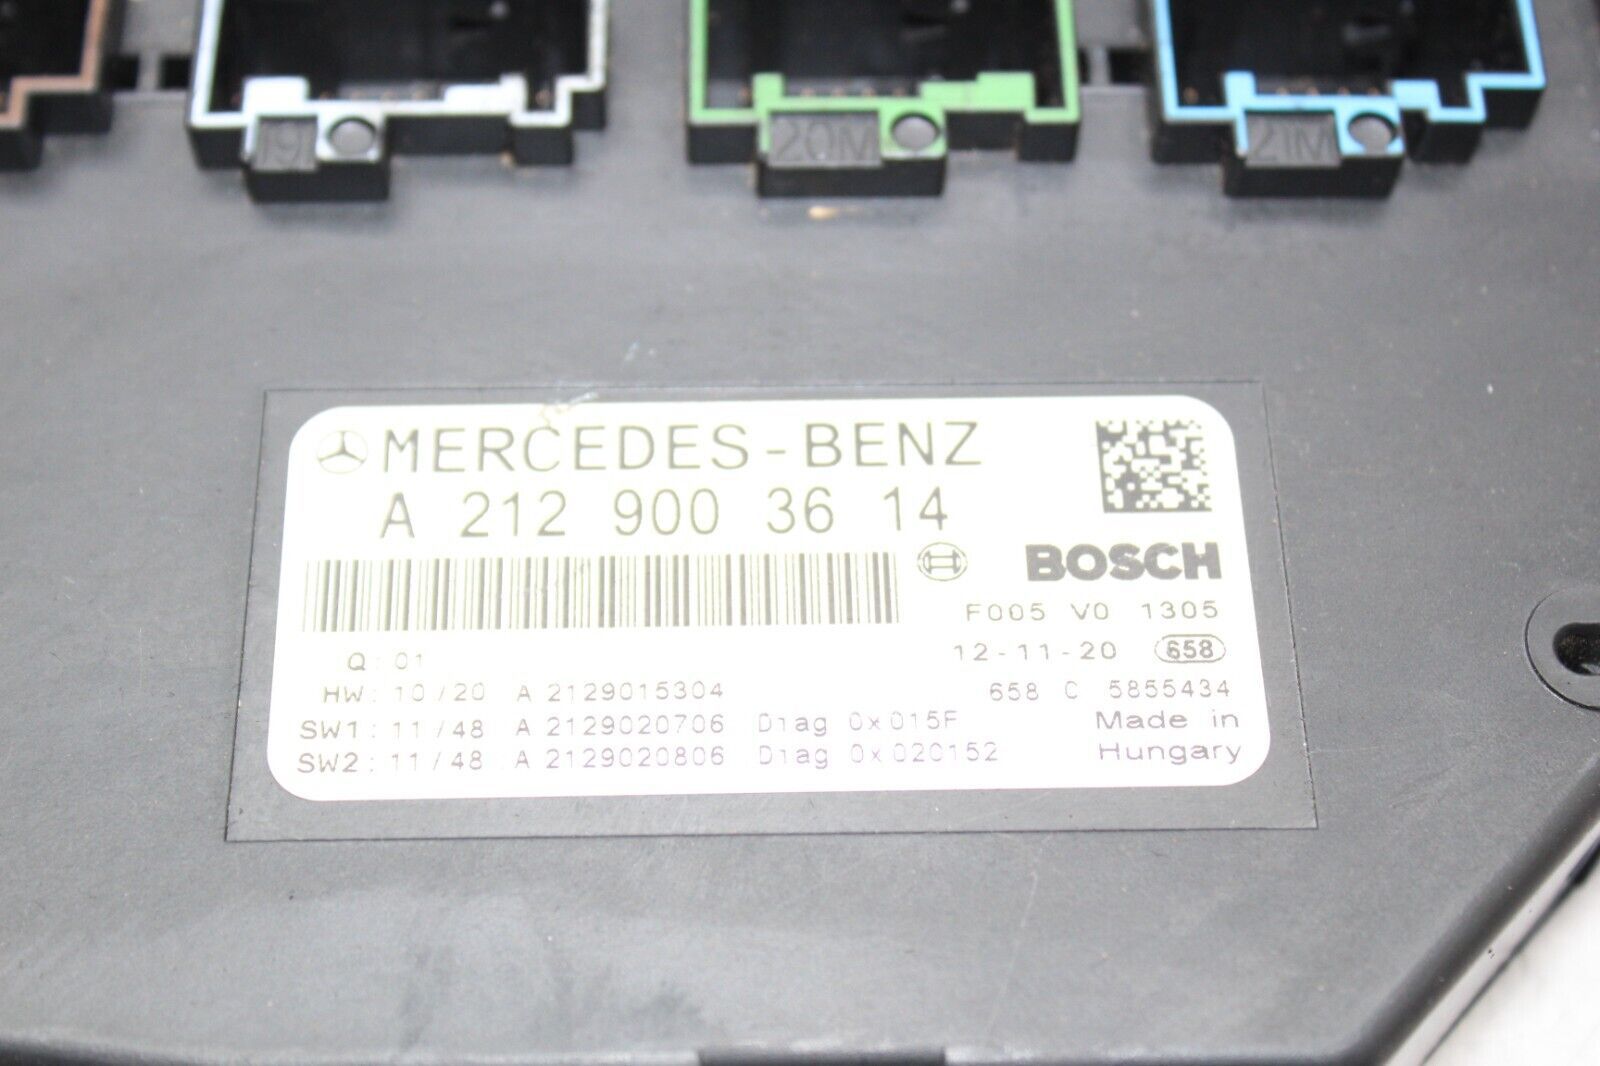 19
20M
21M
MERCEDES-BENZ
A 212 900 36 14
BOSCH
F005 V0 1305
Q: 01
12-11-20 658
HW: 10/20 A 2129015304 658 C 5855434
SW1: 11/48 A 2129020706 Diag 0x015F Made in
SW2: 11/48 A 2129020806 Diag 0x020152 Hungary